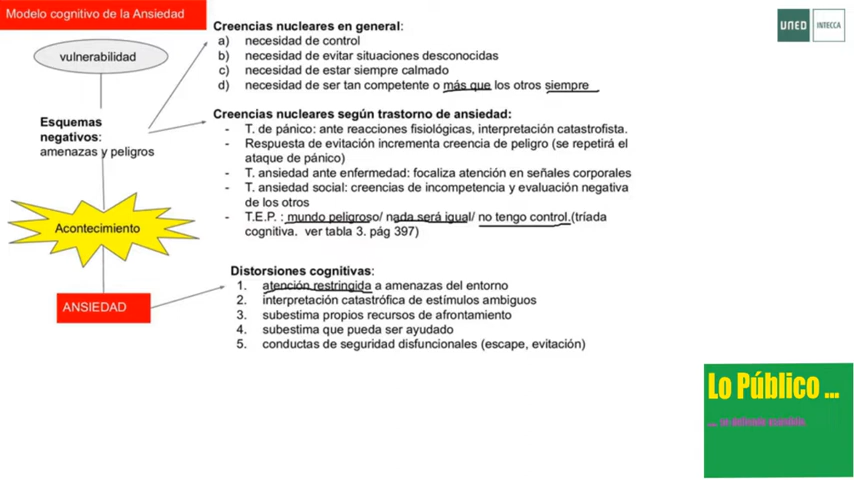 Modelo cognitivo de la Ansiedad
vulnerabilidad
Esquemas
negativos:
amenazas y peligros
Acontecimiento
ANSIEDAD
Creencias nucleares en general:
a) necesidad de control
b) necesidad de evitar situaciones desconocidas
c) necesidad de estar siempre calmado
d) necesidad de ser tan competente o más que los otros siempre
Creencias nucleares según trastorno de ansiedad:
- T. de pánico: ante reacciones fisiológicas, interpretación catastrofista.
- Respuesta de evitación incrementa creencia de peligro (se repetirá el
ataque de pánico)
- T. ansiedad ante enfermedad: focaliza atención en señales corporales
- T. ansiedad social: creencias de incompetencia y evaluación negativa
de los otros
- T.E.P. : mundo peligroso/ nada será igual/ no tengo control.(tríada
cognitiva. ver tabla 3. pág 397)
Distorsiones cognitivas:
1. atención restringida a amenazas del entorno
2. interpretación catastrófica de estímulos ambiguos
3. subestima propios recursos de afrontamiento
4. subestima que pueda ser ayudado
5. conductas de seguridad disfuncionales (escape, evitación)
UNED INTECCA
Lo Público ...